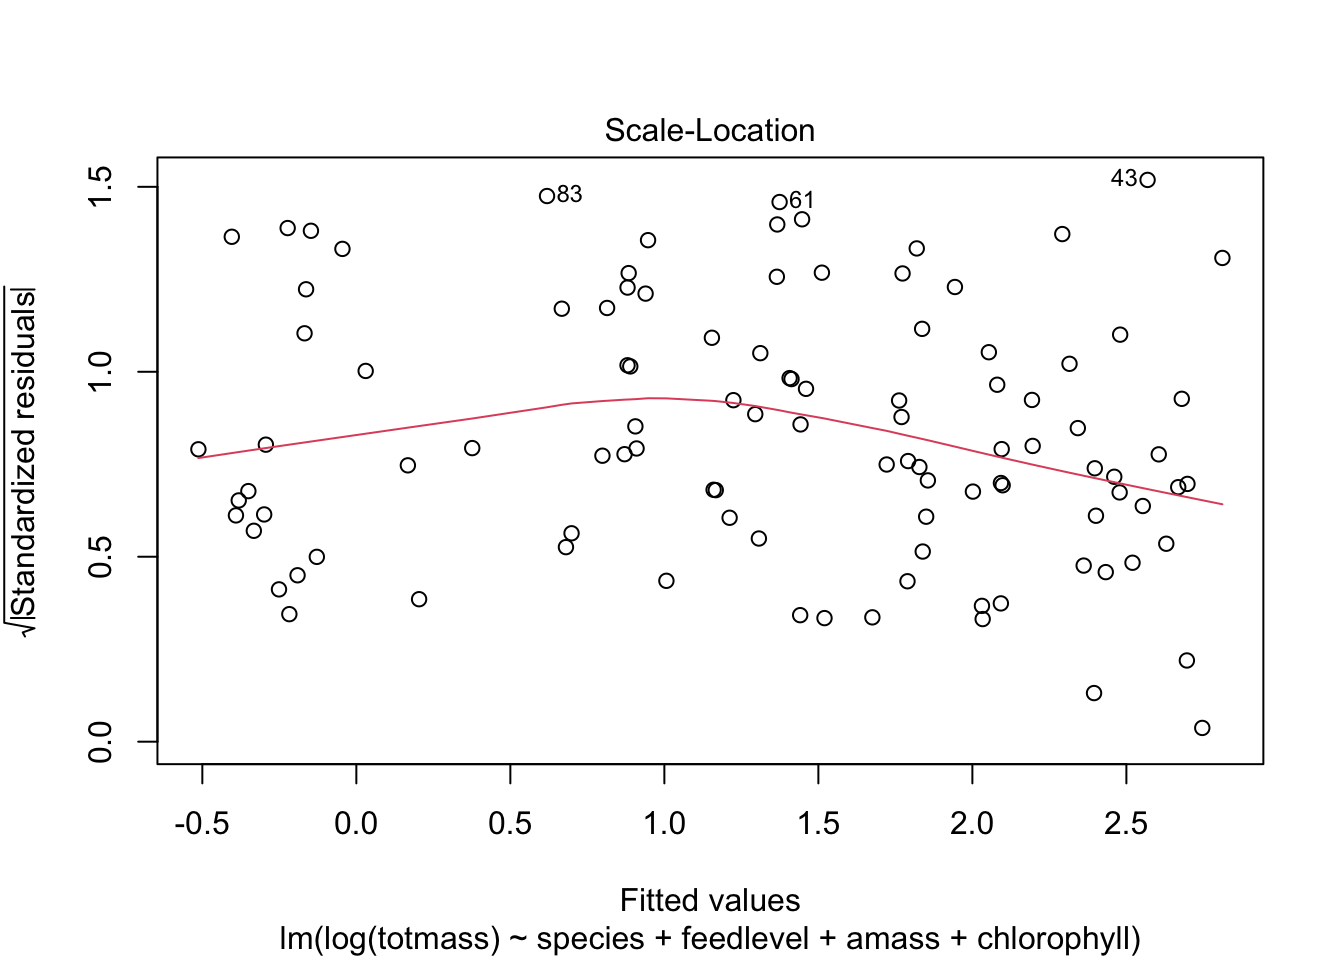 Scale-Location
√|Standardized residuals|
1.5
1.0
0.5
0.0
83
61
43
-0.5 0.0 0.5 1.0 1.5 2.0 2.5
Fitted values
lm(log(totmass) ~ species + feedlevel + amass + chlorophyll)